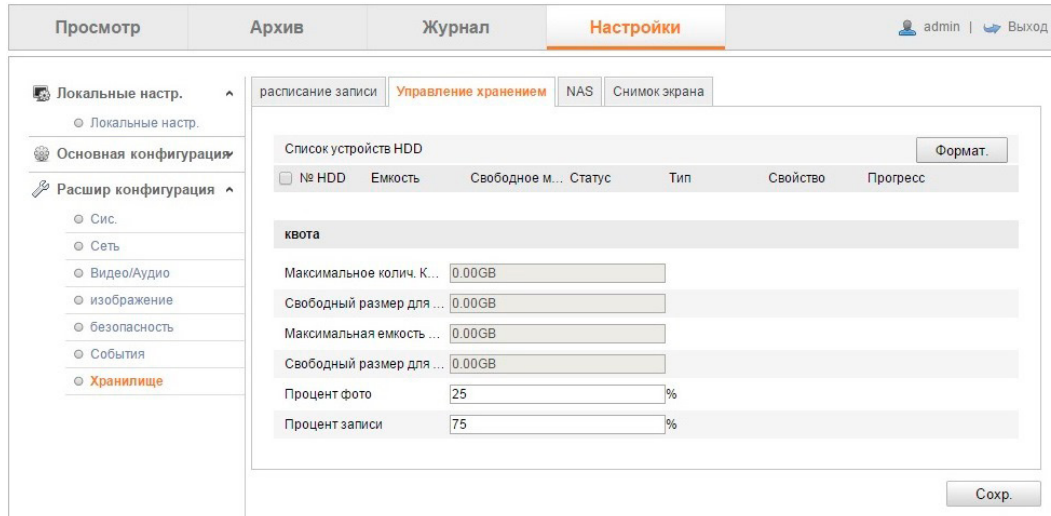 Просмотр Архив Журнал Настройки admin | Выход
Локальные настр.
Локальные настр.
Основная конфигурация
Расшир конфигурация
Сис.
Сеть
Видео/Аудио
изображение
безопасность
События
Хранилище
расписание записи Управление хранением NAS Снимок экрана
Список устройств HDD Формат.
№ HDD Емкость Свободное м... Статус Тип Свойство Прогресс
квота
Максимальное колич. К... 0.00GB
Свободный размер для ... 0.00GB
Максимальная емкость ... 0.00GB
Свободный размер для ... 0.00GB
Процент фото 25 %
Процент записи 75 %
Сохр.